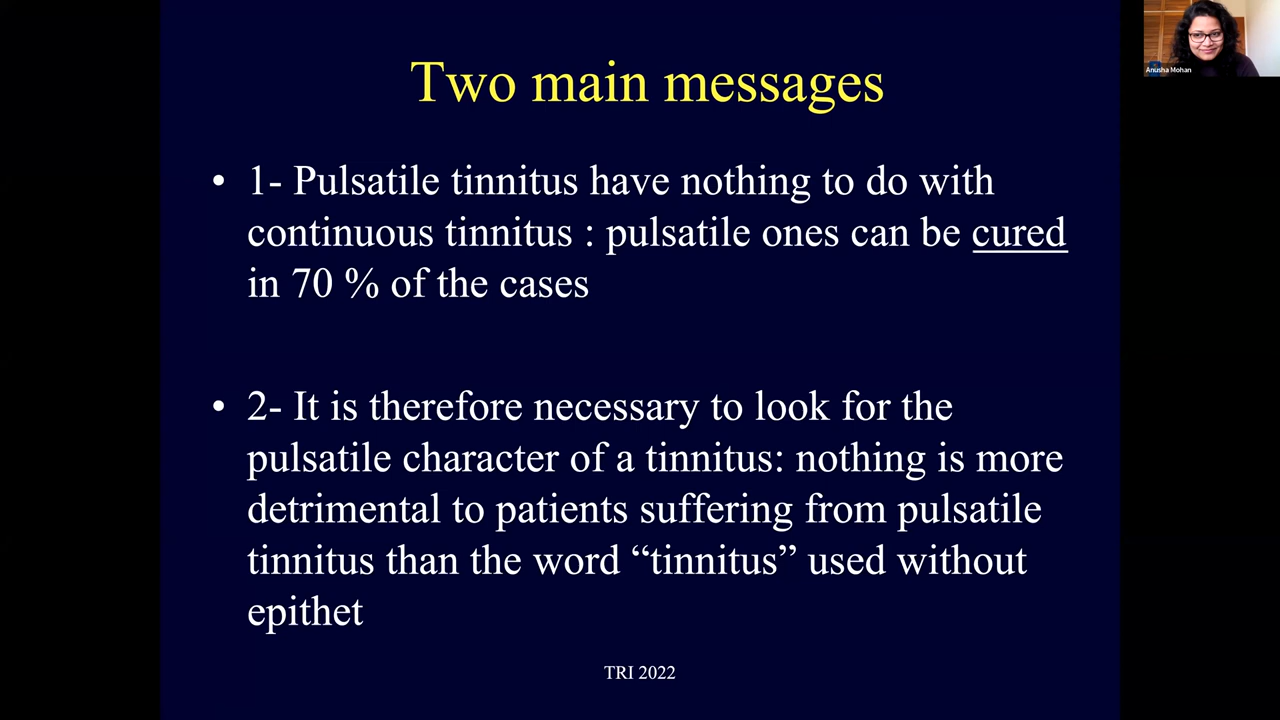 Two main messages
Anusha Mohan
• 1- Pulsatile tinnitus have nothing to do with
continuous tinnitus : pulsatile ones can be cured
in 70 % of the cases
• 2- It is therefore necessary to look for the
pulsatile character of a tinnitus: nothing is more
detrimental to patients suffering from pulsatile
tinnitus than the word “tinnitus” used without
epithet
TRI 2022